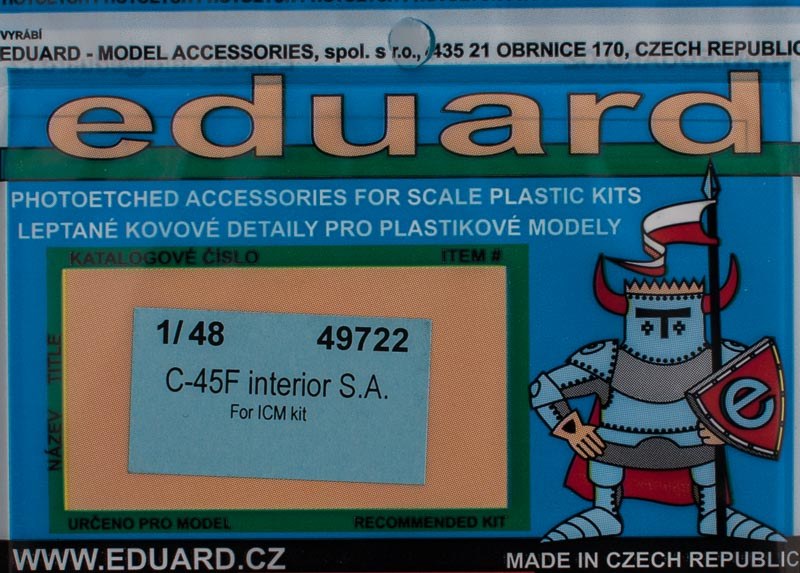 VYRÁBÍ
EDUARD - MODEL ACCESSORIES, spol. s r.o., 435 21 OBRNICE 170, CZECH REPUBLIC
eduard
PHOTOETCHED ACCESSORIES FOR SCALE PLASTIC KITS
LEPTANÉ KOVOVÉ DETAILY PRO PLASTIKOVÉ MODELY
KATALOGOVÉ ČÍSLO ITEM #
NÁZEV TITLE
1/48 49722
C-45F interior S.A.
For ICM kit
e
URČENO PRO MODEL RECOMMENDED KIT
WWW.EDUARD.CZ MADE IN CZECH REPUBLIC